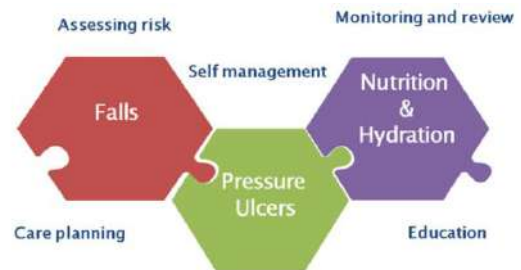 Monitoring and review
Assessing risk
Self management
Nutrition
&
Hydration
Falls
Pressure
Ulcers
Care planning
Education